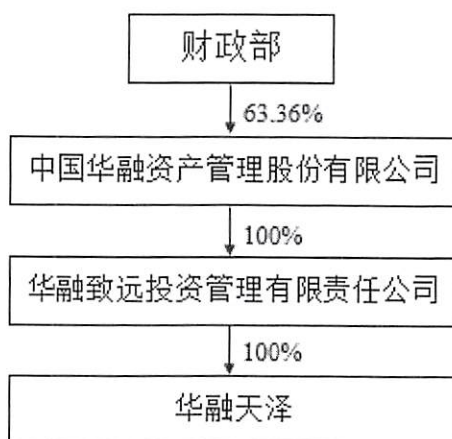 财政部
63.36%
中国华融资产管理股份有限公司
100%
华融致远投资管理有限责任公司
100%
华融天泽